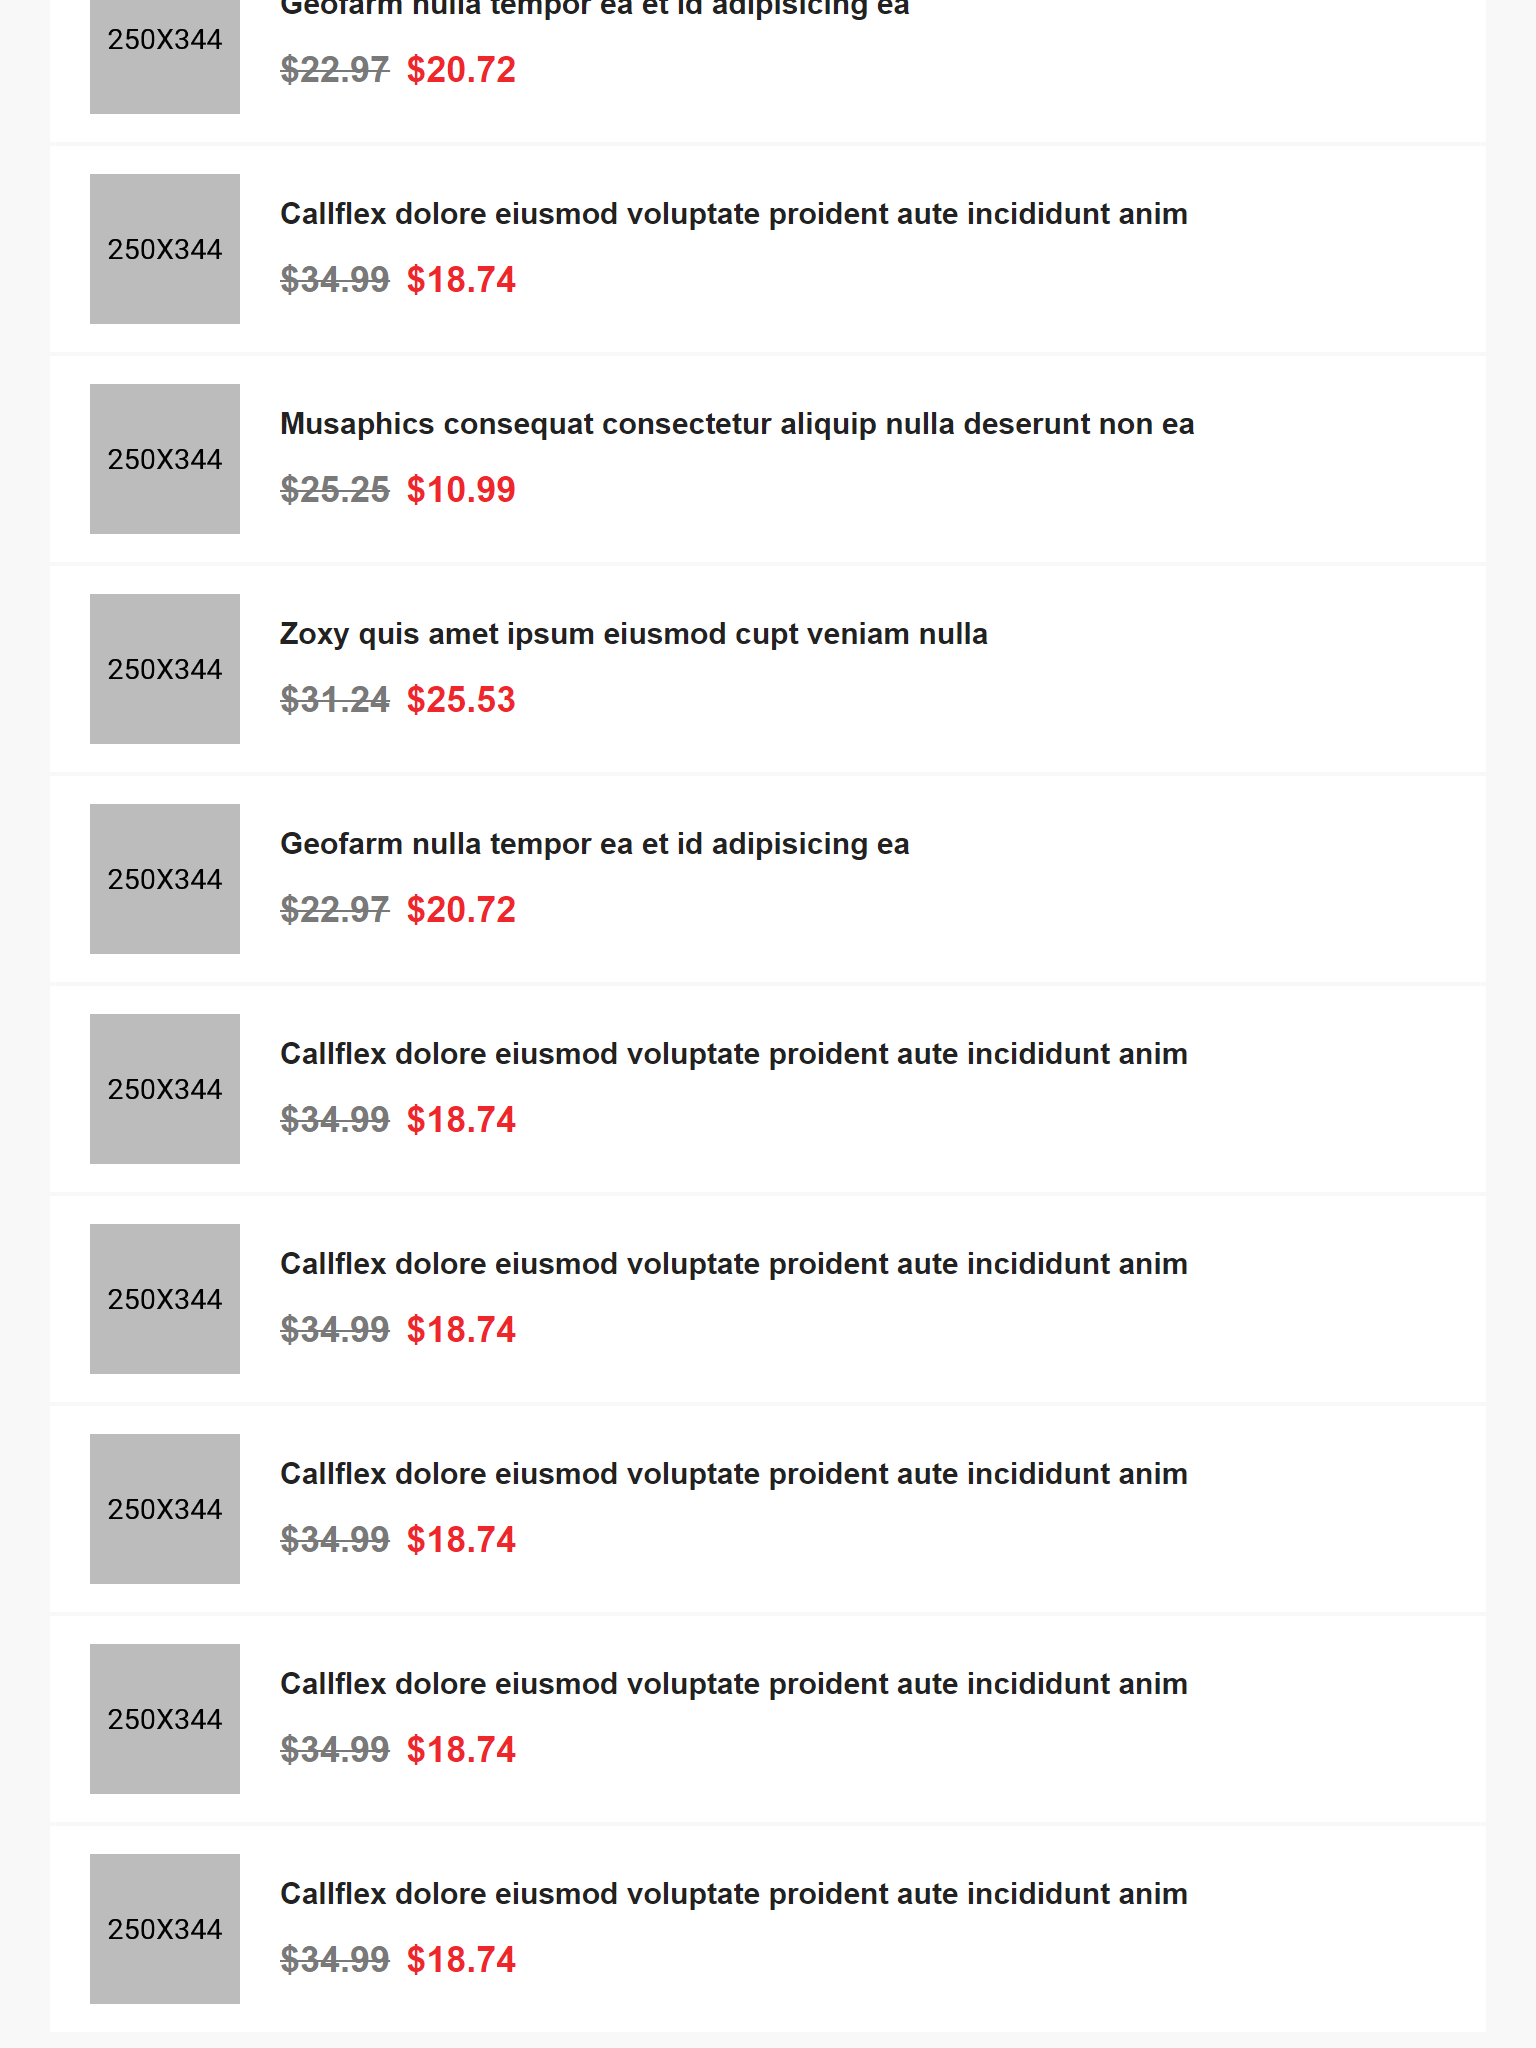 Geofarm nulla tempor ea et id adipisicing ea
250X344
$22.97 $20.72
Callflex dolore eiusmod voluptate proident aute incididunt anim
250X344
$34.99 $18.74
Musaphics consequat consectetur aliquip nulla deserunt non ea
250X344
$25.25 $10.99
Zoxy quis amet ipsum eiusmod cupt veniam nulla
250X344
$31.24 $25.53
Geofarm nulla tempor ea et id adipisicing ea
250X344
$22.97 $20.72
Callflex dolore eiusmod voluptate proident aute incididunt anim
250X344
$34.99 $18.74
Callflex dolore eiusmod voluptate proident aute incididunt anim
250X344
$34.99 $18.74
Callflex dolore eiusmod voluptate proident aute incididunt anim
250X344
$34.99 $18.74
Callflex dolore eiusmod voluptate proident aute incididunt anim
250X344
$34.99 $18.74
Callflex dolore eiusmod voluptate proident aute incididunt anim
250X344
$34.99 $18.74